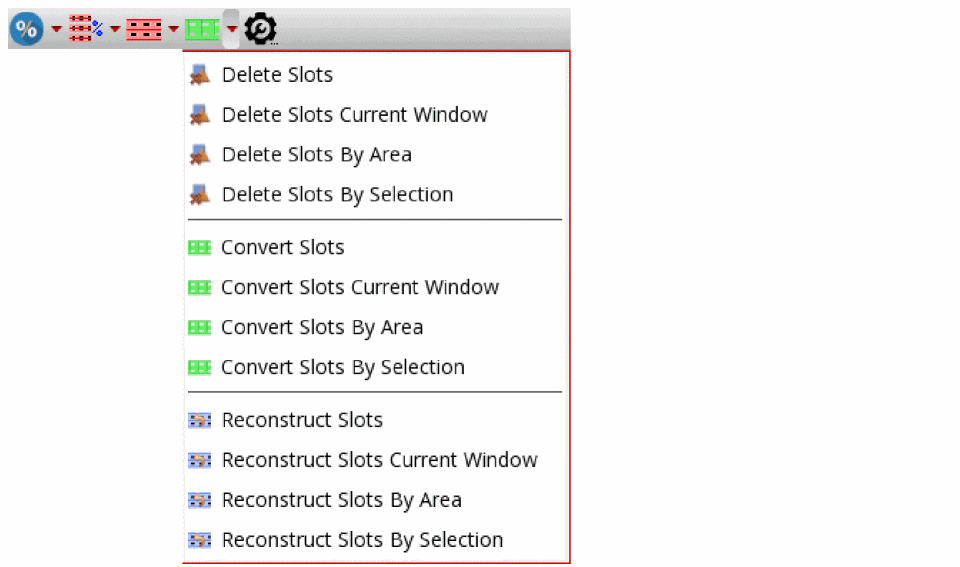 %
%
Delete Slots
Delete Slots Current Window
Delete Slots By Area
Delete Slots By Selection
Convert Slots
Convert Slots Current Window
Convert Slots By Area
Convert Slots By Selection
Reconstruct Slots
Reconstruct Slots Current Window
Reconstruct Slots By Area
Reconstruct Slots By Selection